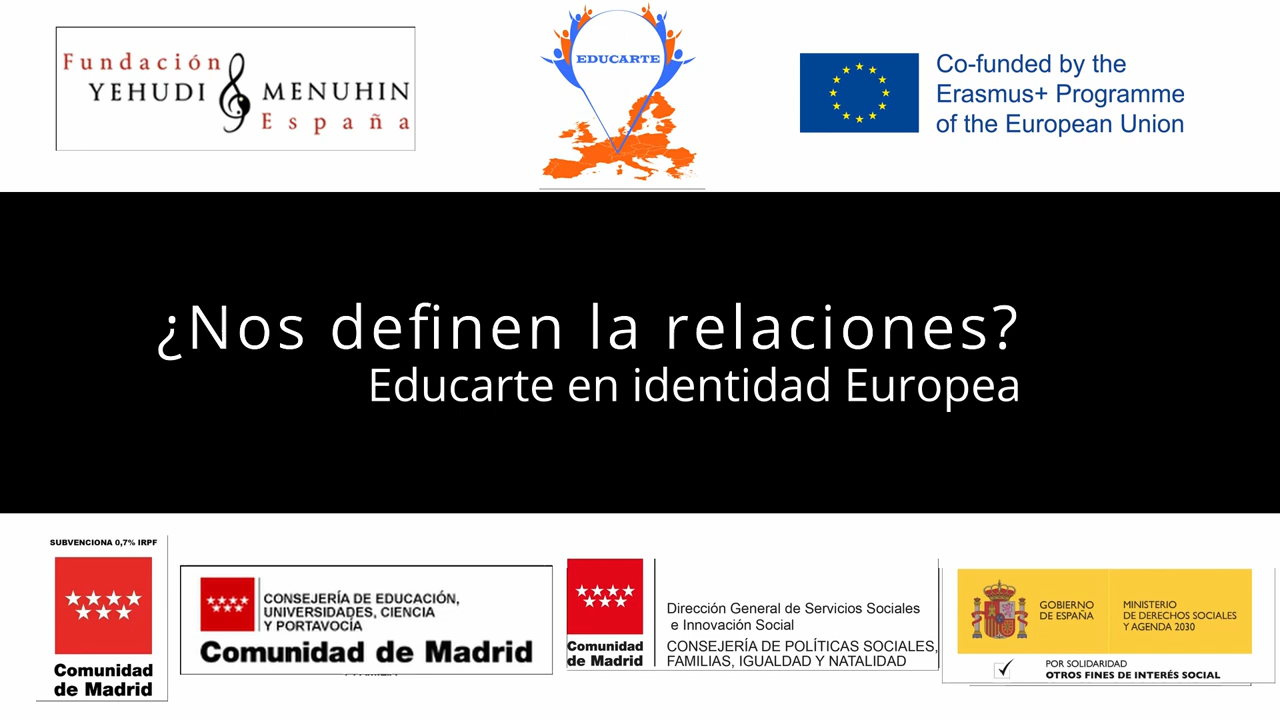 Fundación
YEHUDI MENUHIN
España
EDUCARTE
Co-funded by the
Erasmus+ Programme
of the European Union
¿Nos definen la relaciones?
Educarte en identidad Europea
SUBVENCIONA 0,7% IRPF
Comunidad
de Madrid
CONSEJERÍA DE EDUCACIÓN,
UNIVERSIDADES, CIENCIA
Y PORTAVOCÍA
Comunidad de Madrid
Comunidad
de Madrid
Dirección General de Servicios Sociales
e Innovación Social
CONSEJERÍA DE POLÍTICAS SOCIALES,
FAMILIAS, IGUALDAD Y NATALIDAD
GOBIERNO
DE ESPAÑA
MINISTERIO
DE DERECHOS SOCIALES
Y AGENDA 2030
POR SOLIDARIDAD
OTROS FINES DE INTERÉS SOCIAL